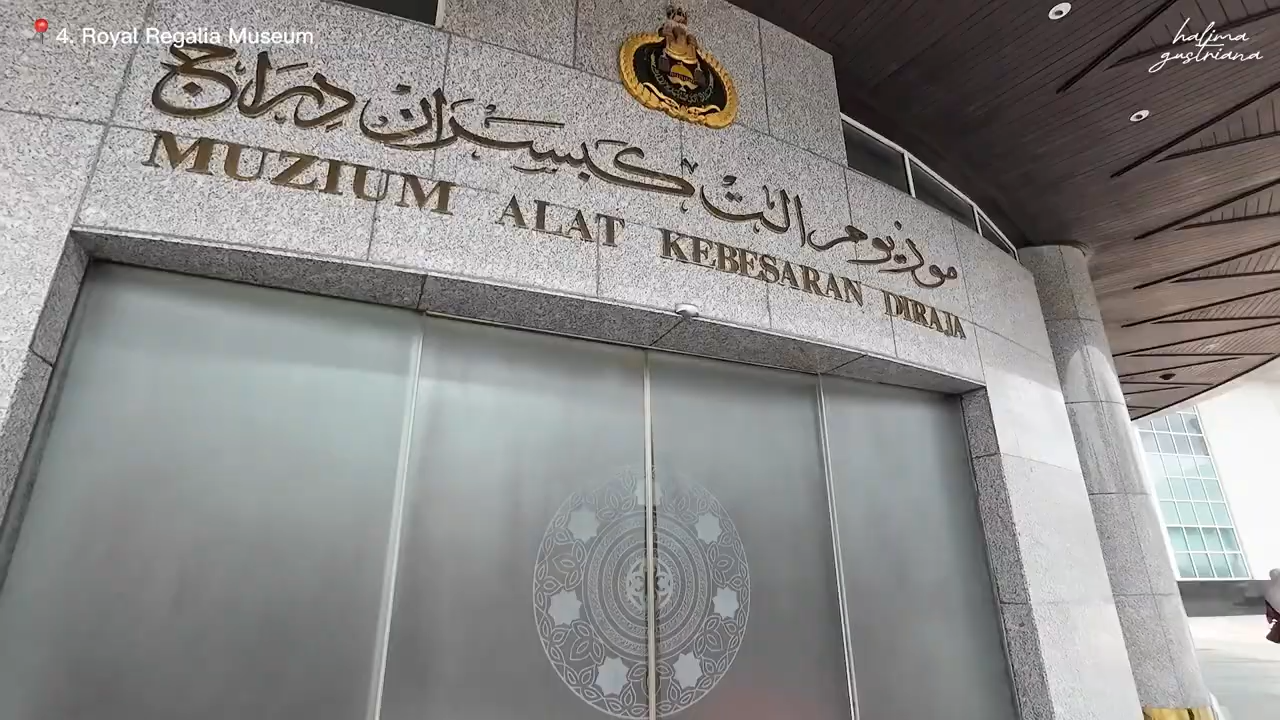 4. Royal Regalia Museum
halima
gustriana
موزيوم الت كبسرن دراج
MUZIUM ALAT KEBESARAN DIRAJA